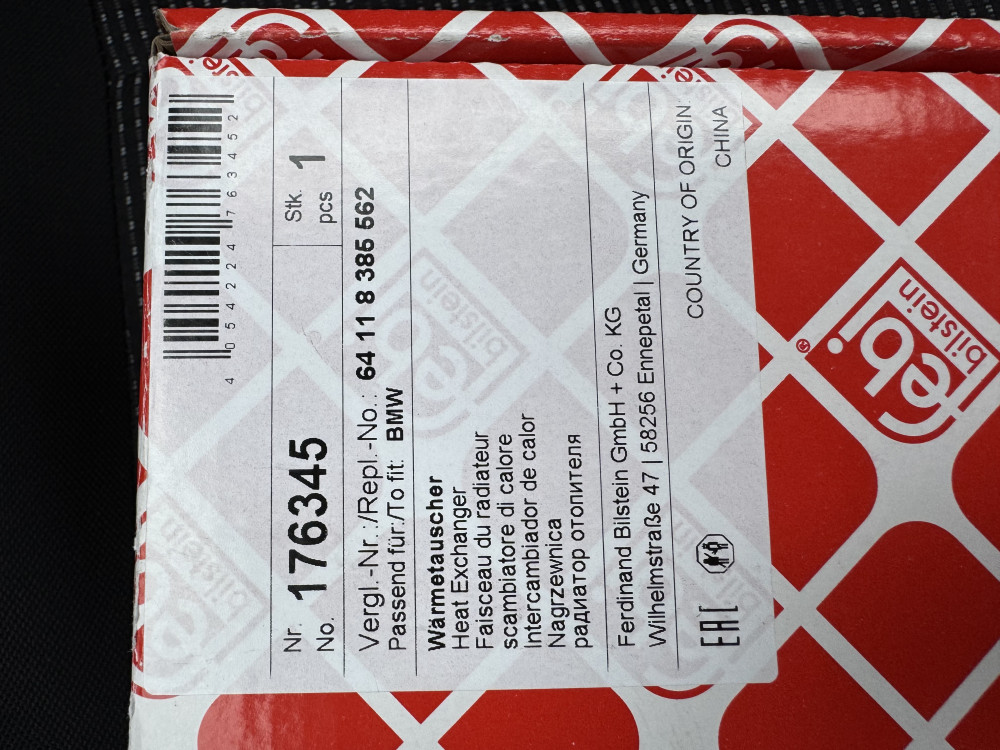 4 054224 763452
Nr. 176345 Stk. 1
No. pcs
Vergl.-Nr.:/Repl.-No.: 64 11 8 385 562
Passend für:/To fit: BMW
Wärmetauscher
Heat Exchanger
Faisceau du radiateur
scambiatore di calore
Intercambiador de calor
Nagrzewnica
радиатор отопителя
Ferdinand Bilstein GmbH + Co. KG
Wilhelmstraße 47 | 58256 Ennepetal | Germany
COUNTRY OF ORIGIN
CHINA
EAC
febi
bilstein
®